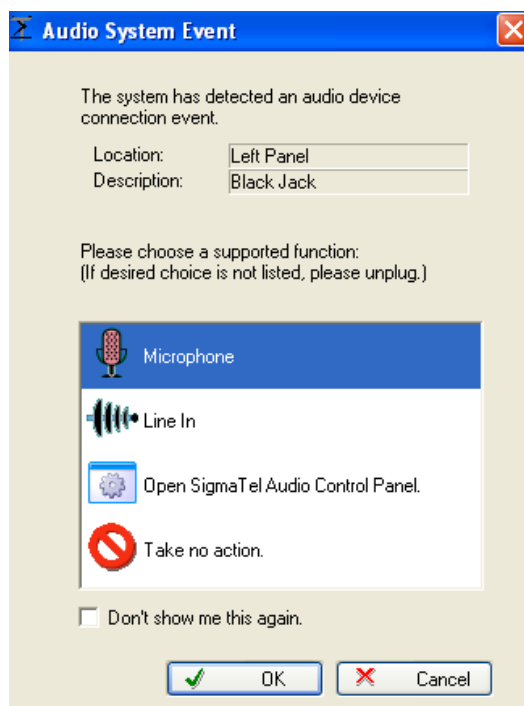 Audio System Event
The system has detected an audio device
connection event.
Location: Left Panel
Description: Black Jack
Please choose a supported function:
(If desired choice is not listed, please unplug.)
Microphone
Line In
Open SigmaTel Audio Control Panel.
Take no action.
Don't show me this again.
OK Cancel